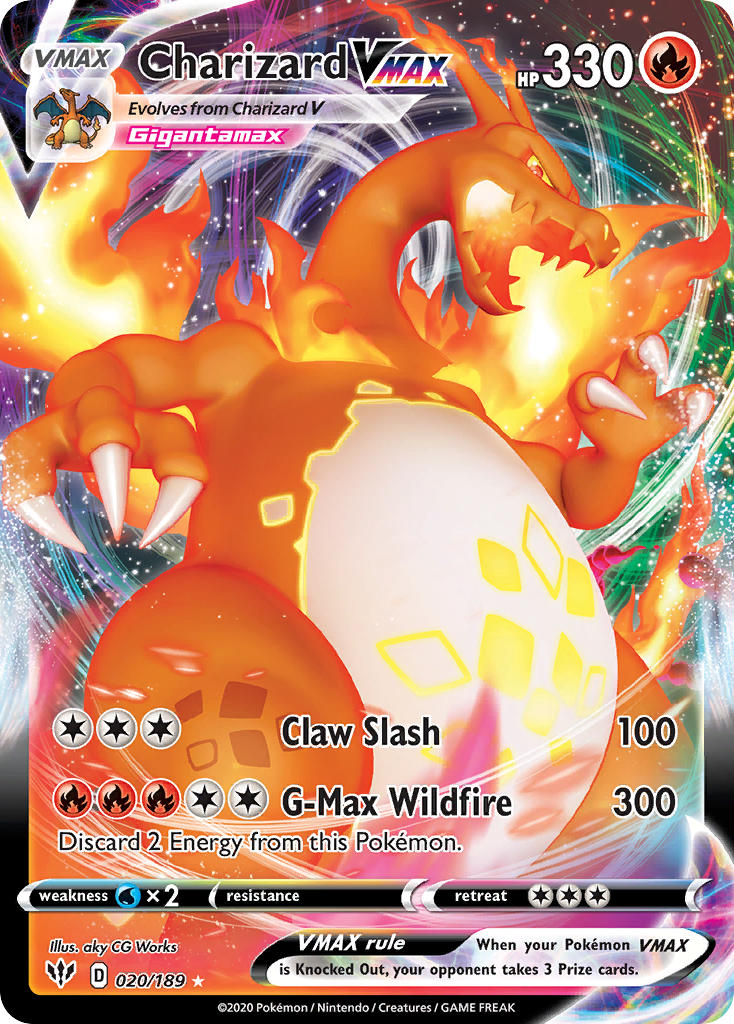 VMAX
Charizard VMAX
HP 330
Evolves from Charizard V
Gigantamax
Claw Slash 100
G-Max Wildfire 300
Discard 2 Energy from this Pokémon.
weakness ×2 resistance retreat
Illus. aky CG Works
D 020/189
VMAX rule When your Pokémon VMAX
is Knocked Out, your opponent takes 3 Prize cards.
©2020 Pokémon / Nintendo / Creatures / GAME FREAK